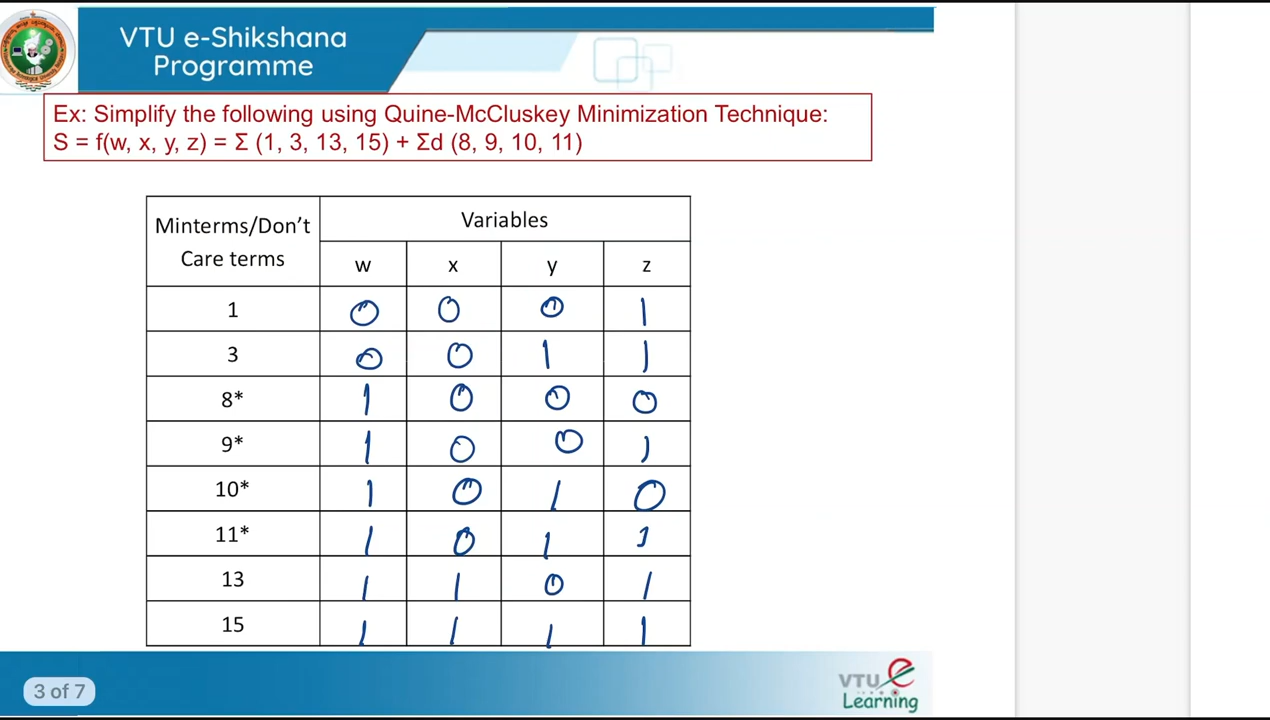 VTU e-Shikshana
Programme
Ex: Simplify the following using Quine-McCluskey Minimization Technique:
S = f(w, x, y, z) = Σ (1, 3, 13, 15) + Σd (8, 9, 10, 11)
Minterms/Don't Variables
Care terms w x y z
1 0 0 0 1
3 0 0 1 1
8* 1 0 0 0
9* 1 0 0 1
10* 1 0 1 0
11* 1 0 1 1
13 1 1 0 1
15 1 1 1 1
3 of 7
VTU e
Learning